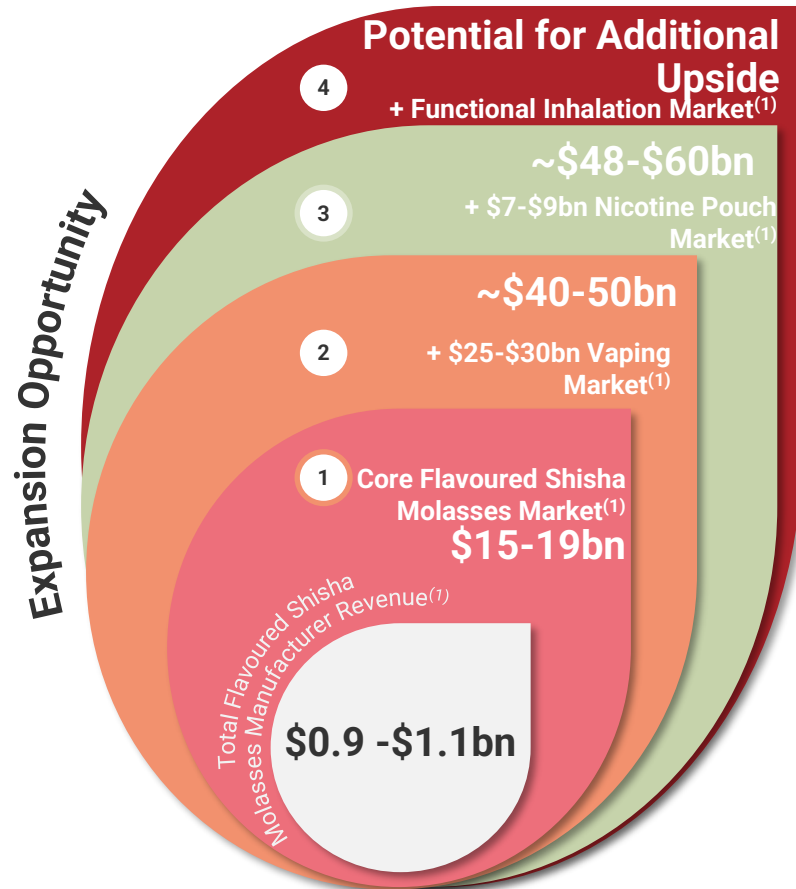 Potential for Additional
Upside
4
+ Functional Inhalation Market(1)
~$48-$60bn
3
+ $7-$9bn Nicotine Pouch
Market(1)
~$40-50bn
2
+ $25-$30bn Vaping
Market(1)
1
Core Flavoured Shisha
Molasses Market(1)
$15-19bn
Total Flavoured Shisha
Molasses Manufacturer Revenue(1)
$0.9 -$1.1bn
Expansion Opportunity